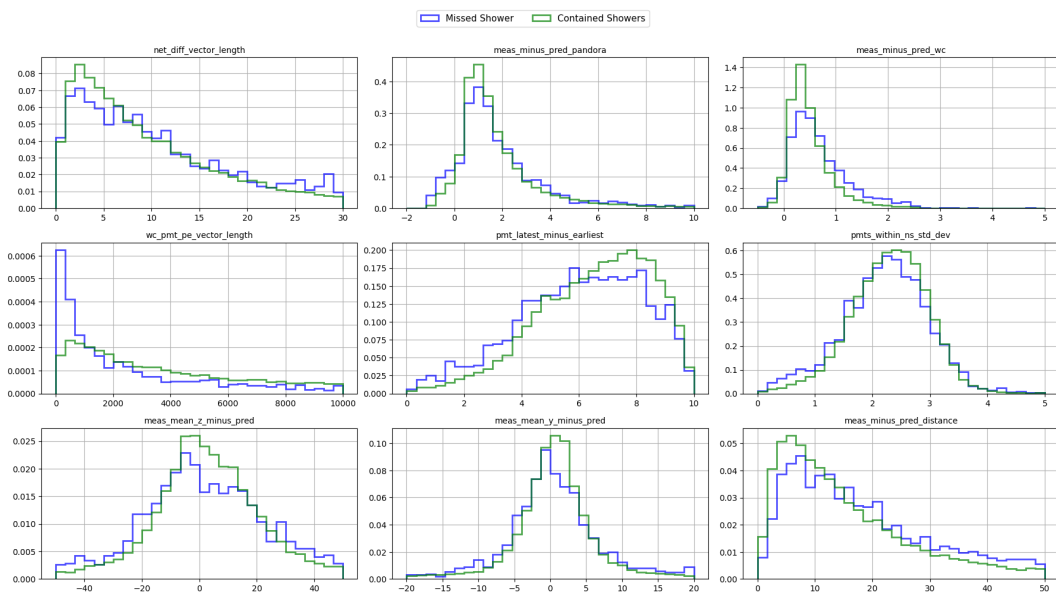 Missed Shower Contained Showers
net_diff_vector_length meas_minus_pred_pandora meas_minus_pred_wc
0.08 0.07 0.06 0.05 0.04 0.03 0.02 0.01 0.00
0 5 10 15 20 25 30
0.4 0.3 0.2 0.1 0.0
−2 0 2 4 6 8 10
1.4 1.2 1.0 0.8 0.6 0.4 0.2 0.0
0 1 2 3 4 5
wc_pmt_pe_vector_length pmt_latest_minus_earliest pmts_within_ns_std_dev
0.0006 0.0005 0.0004 0.0003 0.0002 0.0001 0.0000
0 2000 4000 6000 8000 10000
0.200 0.175 0.150 0.125 0.100 0.075 0.050 0.025 0.000
0 2 4 6 8 10
0.6 0.5 0.4 0.3 0.2 0.1 0.0
0 1 2 3 4 5
meas_mean_z_minus_pred meas_mean_y_minus_pred meas_minus_pred_distance
0.025 0.020 0.015 0.010 0.005 0.000
−40 −20 0 20 40
0.10 0.08 0.06 0.04 0.02 0.00
−20 −15 −10 −5 0 5 10 15 20
0.05 0.04 0.03 0.02 0.01 0.00
0 10 20 30 40 50